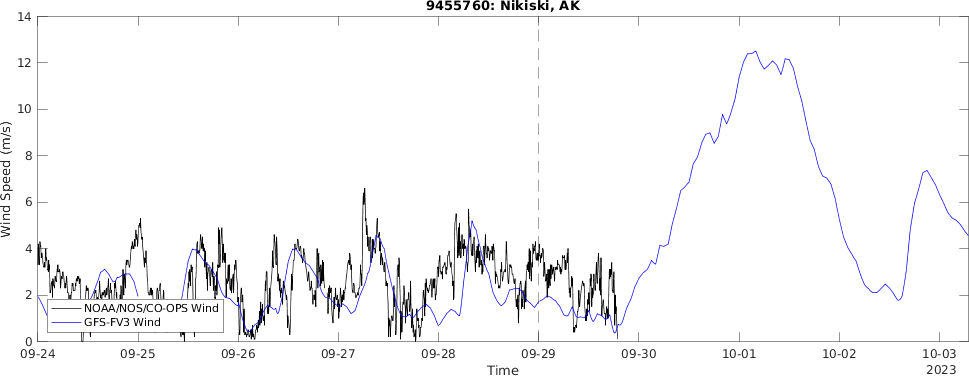 9455760: Nikiski, AK
14
12
10
8
6
4
2
0
Wind Speed (m/s)
NOAA/NOS/CO-OPS Wind
GFS-FV3 Wind
09-24 09-25 09-26 09-27 09-28 09-29 09-30 10-01 10-02 10-03
Time
2023